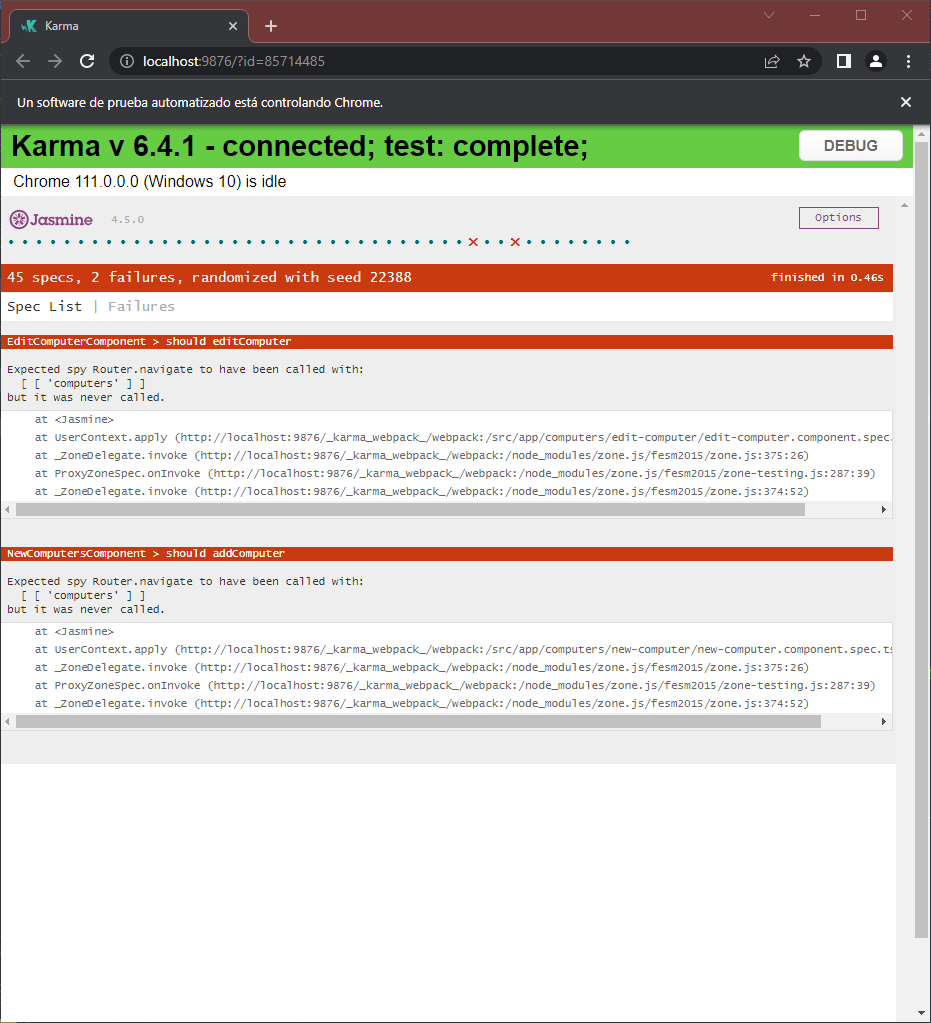 Karma
localhost:9876/?id=85714485
Un software de prueba automatizado está controlando Chrome.
Karma v 6.4.1 - connected; test: complete;
DEBUG
Chrome 111.0.0.0 (Windows 10) is idle
Jasmine 4.5.0
Options
45 specs, 2 failures, randomized with seed 22388
finished in 0.46s
Spec List | Failures
EditComputerComponent > should editComputer
Expected spy Router.navigate to have been called with:
[ [ 'computers' ] ]
but it was never called.
at <Jasmine>
at UserContext.apply (http://localhost:9876/_karma_webpack_/webpack:/src/app/computers/edit-computer/edit-computer.component.spec.
at _ZoneDelegate.invoke (http://localhost:9876/_karma_webpack_/webpack:/node_modules/zone.js/fesm2015/zone.js:375:26)
at ProxyZoneSpec.onInvoke (http://localhost:9876/_karma_webpack_/webpack:/node_modules/zone.js/fesm2015/zone-testing.js:287:39)
at _ZoneDelegate.invoke (http://localhost:9876/_karma_webpack_/webpack:/node_modules/zone.js/fesm2015/zone.js:374:52)
NewComputersComponent > should addComputer
Expected spy Router.navigate to have been called with:
[ [ 'computers' ] ]
but it was never called.
at <Jasmine>
at UserContext.apply (http://localhost:9876/_karma_webpack_/webpack:/src/app/computers/new-computer/new-computer.component.spec.ts
at _ZoneDelegate.invoke (http://localhost:9876/_karma_webpack_/webpack:/node_modules/zone.js/fesm2015/zone.js:375:26)
at ProxyZoneSpec.onInvoke (http://localhost:9876/_karma_webpack_/webpack:/node_modules/zone.js/fesm2015/zone-testing.js:287:39)
at _ZoneDelegate.invoke (http://localhost:9876/_karma_webpack_/webpack:/node_modules/zone.js/fesm2015/zone.js:374:52)